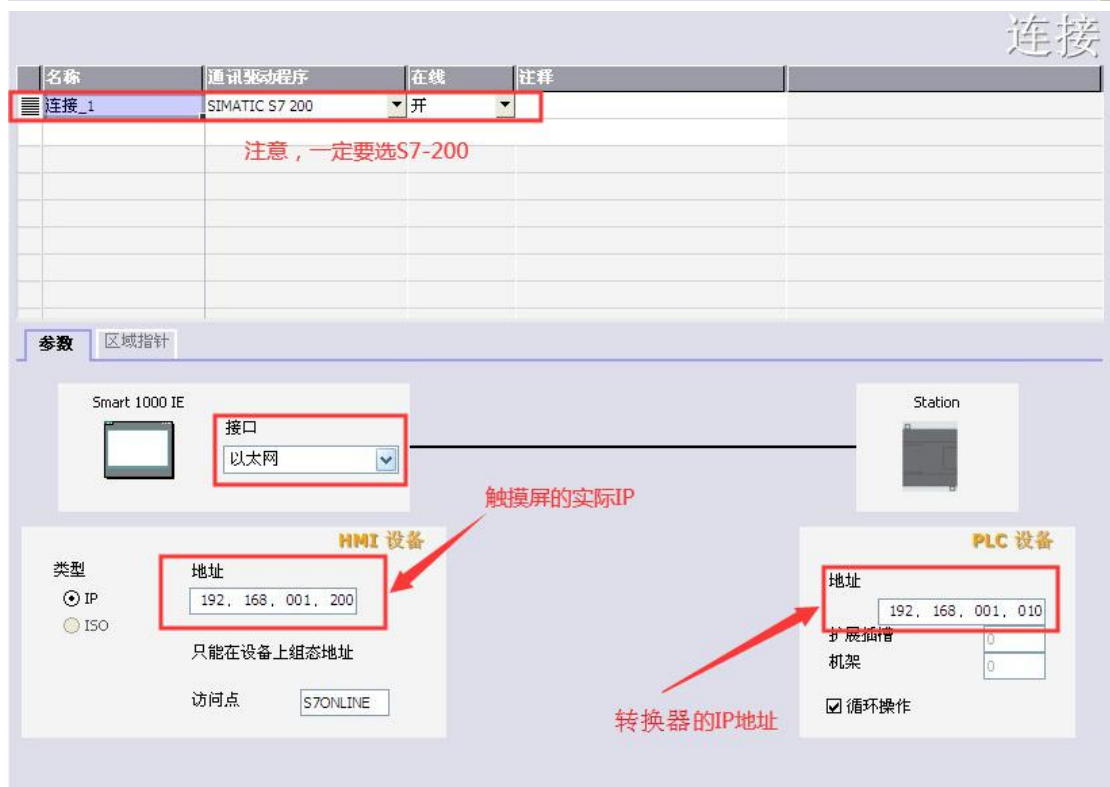 连接
名称 通讯驱动程序 在线 注释
连接_1 SIMATIC S7 200 开
注意，一定要选S7-200
参数 区域指针
Smart 1000 IE
接口
以太网
Station
触摸屏的实际IP
HMI 设备
类型
IP
ISO
地址
192. 168. 001. 200
只能在设备上组态地址
访问点 S7ONLINE
PLC 设备
地址
192. 168. 001. 010
扩展插槽 0
机架 0
循环操作
转换器的IP地址